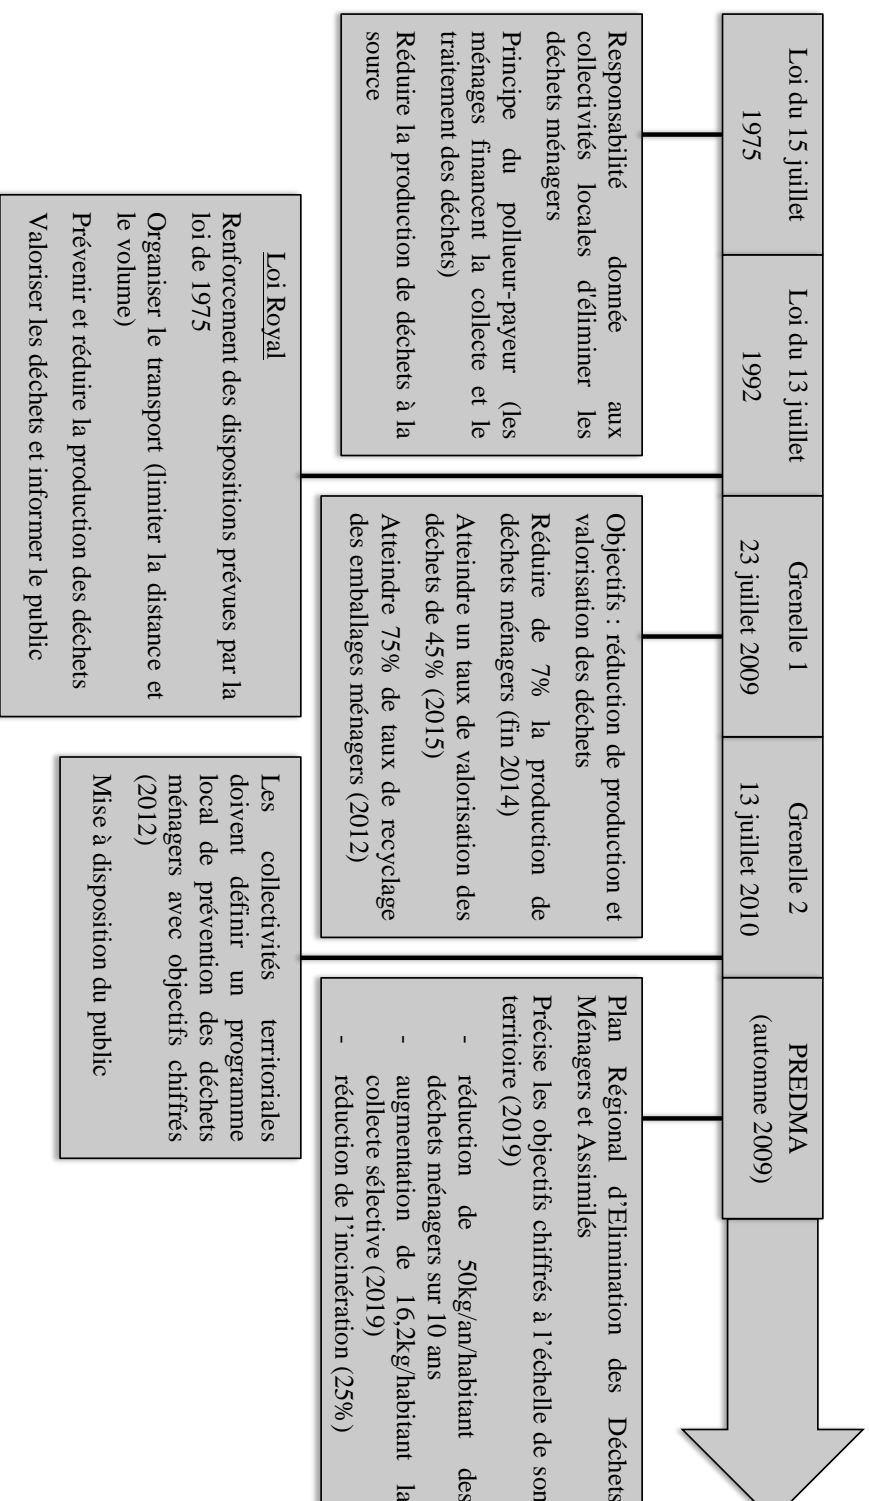 Loi du 15 juillet
1975
Loi du 13 juillet
1992
Grenelle 1
23 juillet 2009
Grenelle 2
13 juillet 2010
PREDMA
(automne 2009)
Responsabilité donnée aux
collectivités locales d'éliminer les
déchets ménagers
Principe du pollueur-payeur (les
ménages financent la collecte et le
traitement des déchets)
Réduire la production de déchets à la
source
Objectifs : réduction de production et
valorisation des déchets
Réduire de 7% la production de
déchets ménagers (fin 2014)
Atteindre un taux de valorisation des
déchets de 45% (2015)
Atteindre 75% de taux de recyclage
des emballages ménagers (2012)
Plan Régional d’Elimination des Déchets
Ménagers et Assimilés
Précise les objectifs chiffrés à l’échelle de son
territoire (2019)
- réduction de 50kg/an/habitant des
déchets ménagers sur 10 ans
- augmentation de 16,2kg/habitant la
collecte sélective (2019)
- réduction de l’incinération (25%)
Loi Royal
Renforcement des dispositions prévues par la
loi de 1975
Organiser le transport (limiter la distance et
le volume)
Prévenir et réduire la production des déchets
Valoriser les déchets et informer le public
Les collectivités territoriales
doivent définir un programme
local de prévention des déchets
ménagers avec objectifs chiffrés
(2012)
Mise à disposition du public